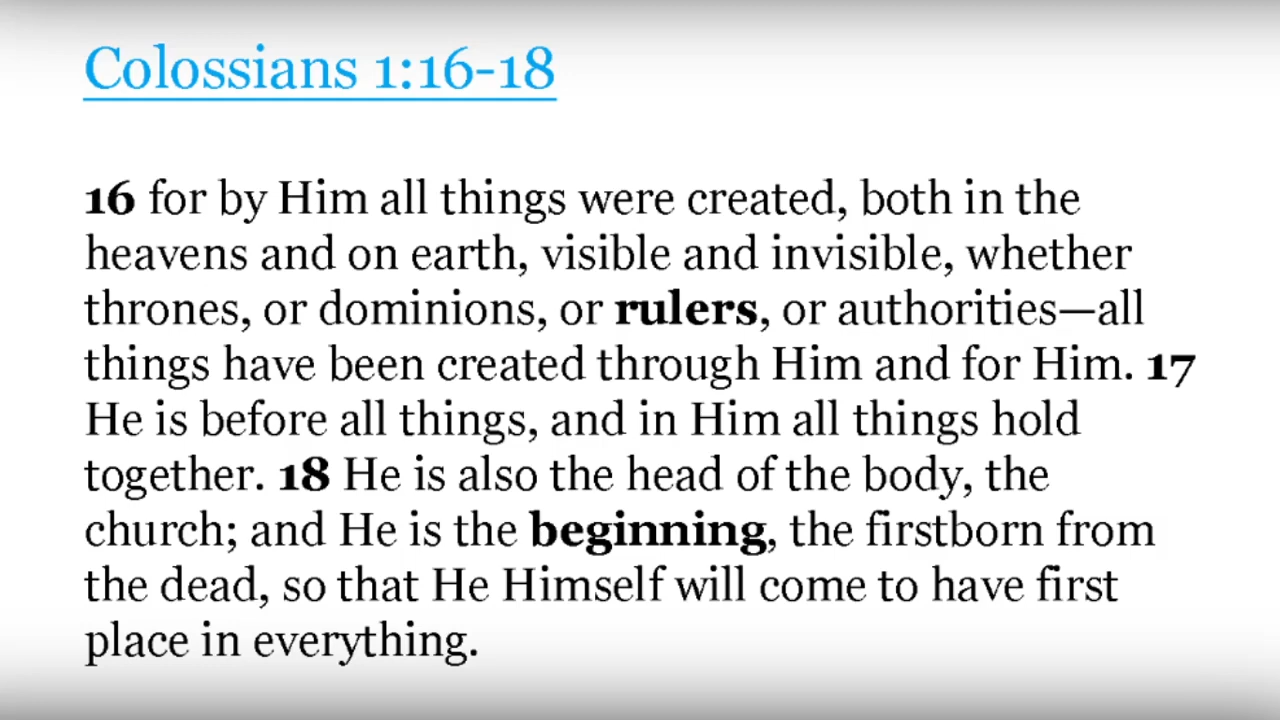 Colossians 1:16-18
16 for by Him all things were created, both in the
heavens and on earth, visible and invisible, whether
thrones, or dominions, or rulers, or authorities—all
things have been created through Him and for Him. 17
He is before all things, and in Him all things hold
together. 18 He is also the head of the body, the
church; and He is the beginning, the firstborn from
the dead, so that He Himself will come to have first
place in everything.